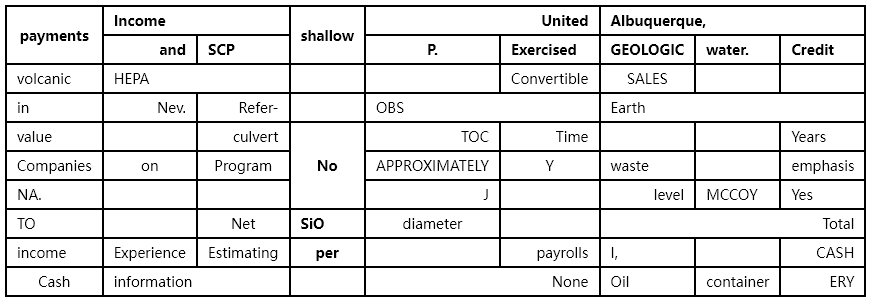 payments Income shallow United Albuquerque,
and SCP P. Exercised GEOLOGIC water. Credit
volcanic HEPA Convertible SALES
in Nev. Refer- OBS Earth
value culvert No TOC Time Years
Companies on Program APPROXIMATELY Y waste emphasis
NA. J level MCCOY Yes
TO Net SiO diameter Total
income Experience Estimating per payrolls I, CASH
Cash information None Oil container ERY